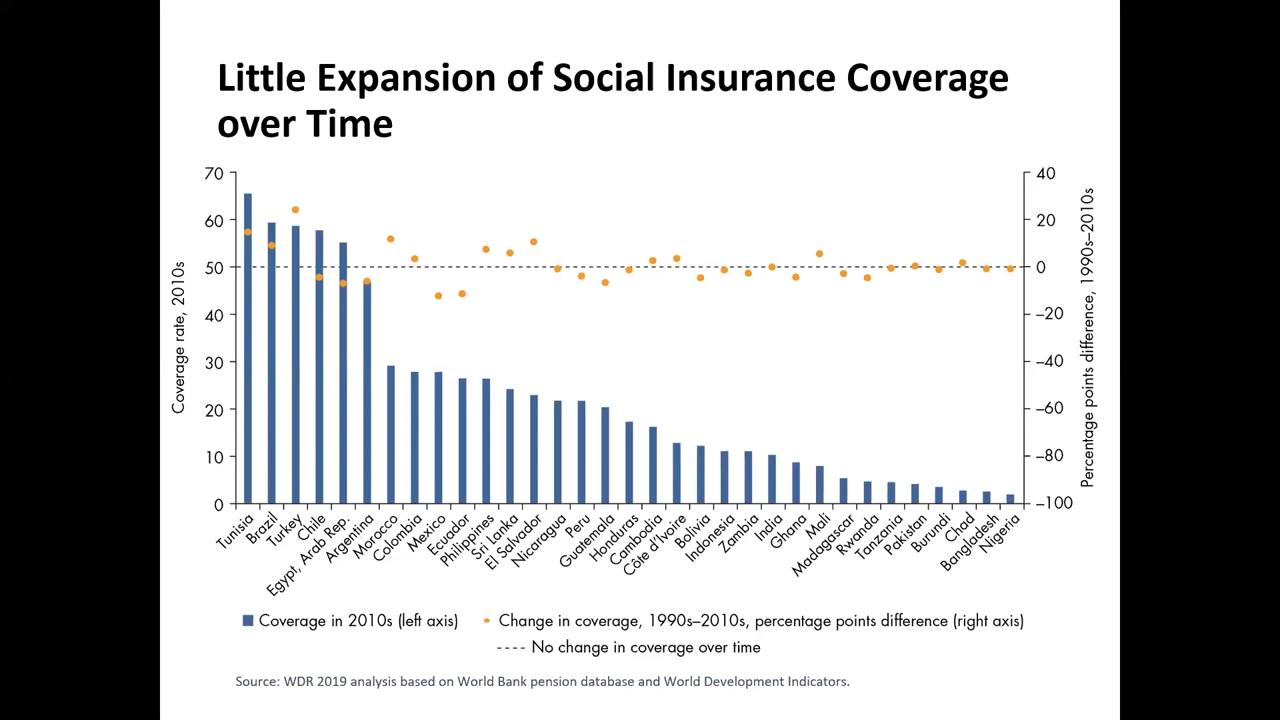 Little Expansion of Social Insurance Coverage
over Time
70
60
50
40
30
20
10
0
Coverage rate, 2010s
40
20
0
–20
–40
–60
–80
–100
Percentage points difference, 1990s–2010s
Tunisia
Brazil
Turkey
Chile
Egypt, Arab Rep.
Argentina
Morocco
Colombia
Mexico
Ecuador
Philippines
Sri Lanka
El Salvador
Nicaragua
Peru
Guatemala
Honduras
Cambodia
Côte d'Ivoire
Bolivia
Indonesia
Zambia
India
Ghana
Mali
Madagascar
Rwanda
Tanzania
Pakistan
Burundi
Chad
Bangladesh
Nigeria
Coverage in 2010s (left axis)
Change in coverage, 1990s–2010s, percentage points difference (right axis)
No change in coverage over time
Source: WDR 2019 analysis based on World Bank pension database and World Development Indicators.